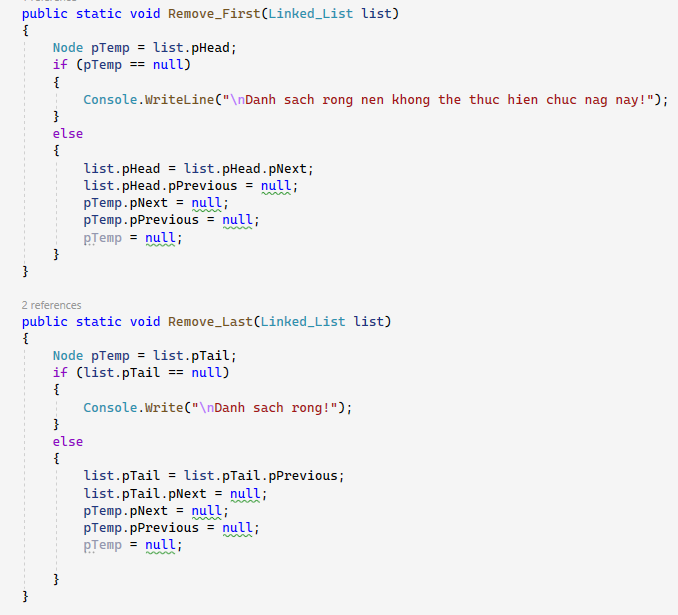 public static void Remove_First(Linked_List list)
{
Node pTemp = list.pHead;
if (pTemp == null)
{
Console.WriteLine("\nDanh sach rong nen khong the thuc hien chuc nag nay!");
}
else
{
list.pHead = list.pHead.pNext;
list.pHead.pPrevious = null;
pTemp.pNext = null;
pTemp.pPrevious = null;
pTemp = null;
}
}
2 references
public static void Remove_Last(Linked_List list)
{
Node pTemp = list.pTail;
if (list.pTail == null)
{
Console.Write("\nDanh sach rong!");
}
else
{
list.pTail = list.pTail.pPrevious;
list.pTail.pNext = null;
pTemp.pNext = null;
pTemp.pPrevious = null;
pTemp = null;
}
}